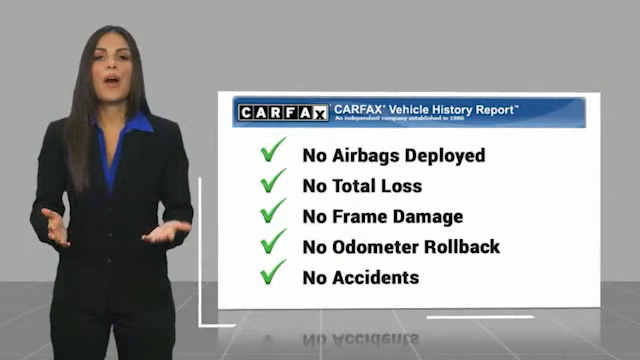 CARFAX CARFAX® Vehicle History Report™
An independent company established in 1986
No Airbags Deployed
No Total Loss
No Frame Damage
No Odometer Rollback
No Accidents